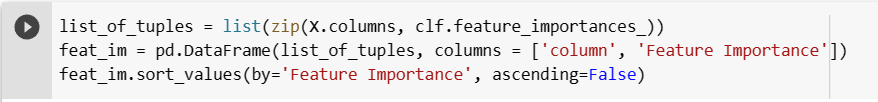 list_of_tuples = list(zip(X.columns, clf.feature_importances_))
feat_im = pd.DataFrame(list_of_tuples, columns = ['column', 'Feature Importance'])
feat_im.sort_values(by='Feature Importance', ascending=False)